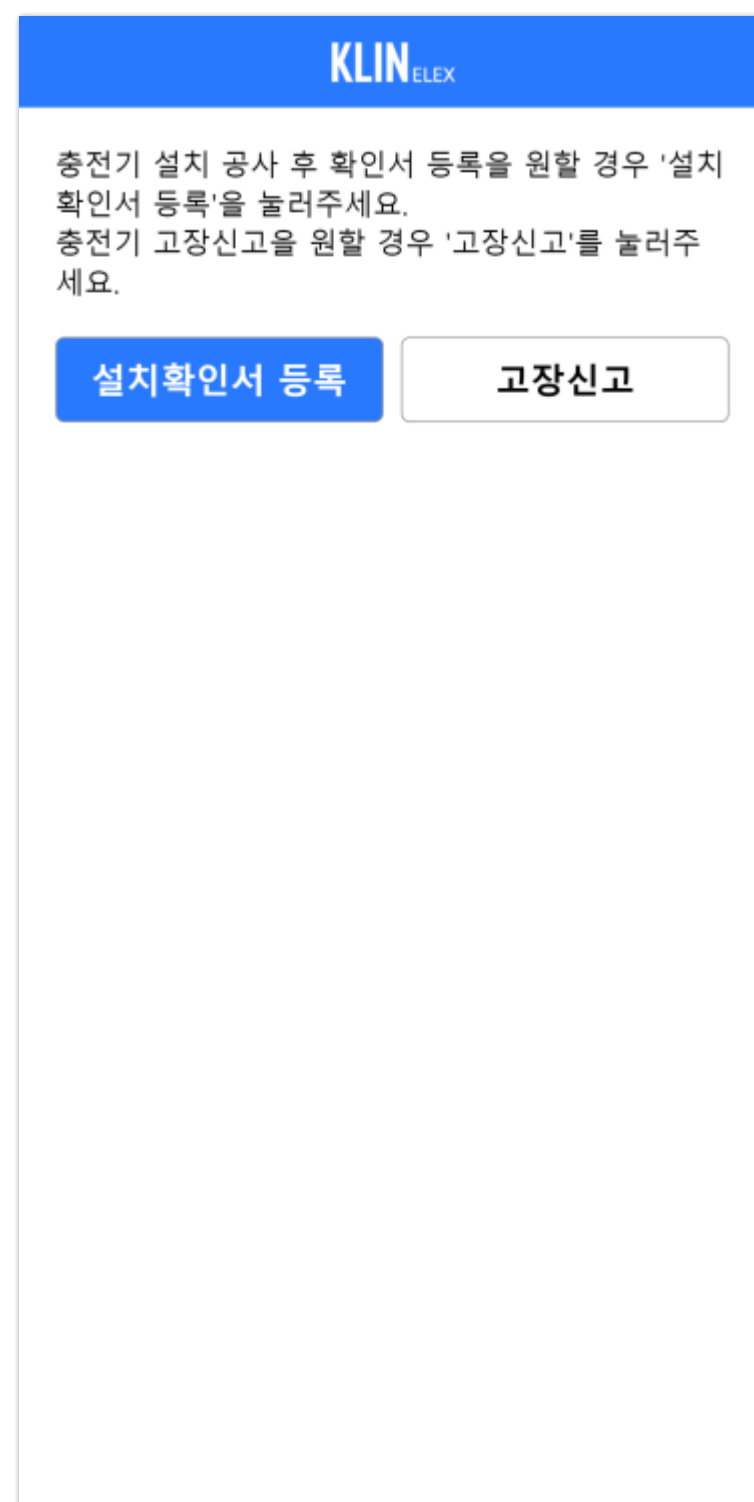 KLIN ELEX
충전기 설치 공사 후 확인서 등록을 원할 경우 '설치
확인서 등록'을 눌러주세요.
충전기 고장신고을 원할 경우 '고장신고'를 눌러주
세요.
설치확인서 등록 고장신고